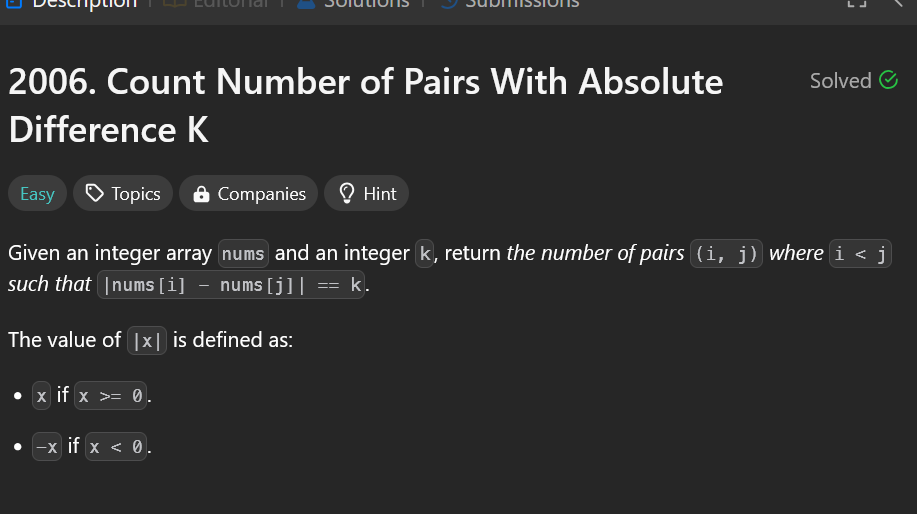 Description | Editorial | Solutions | Submissions
2006. Count Number of Pairs With Absolute
Difference K
Solved
Easy Topics Companies Hint
Given an integer array nums and an integer k, return the number of pairs (i, j) where i < j
such that |nums[i] - nums[j]| == k.
The value of |x| is defined as:
• x if x >= 0.
• -x if x < 0.